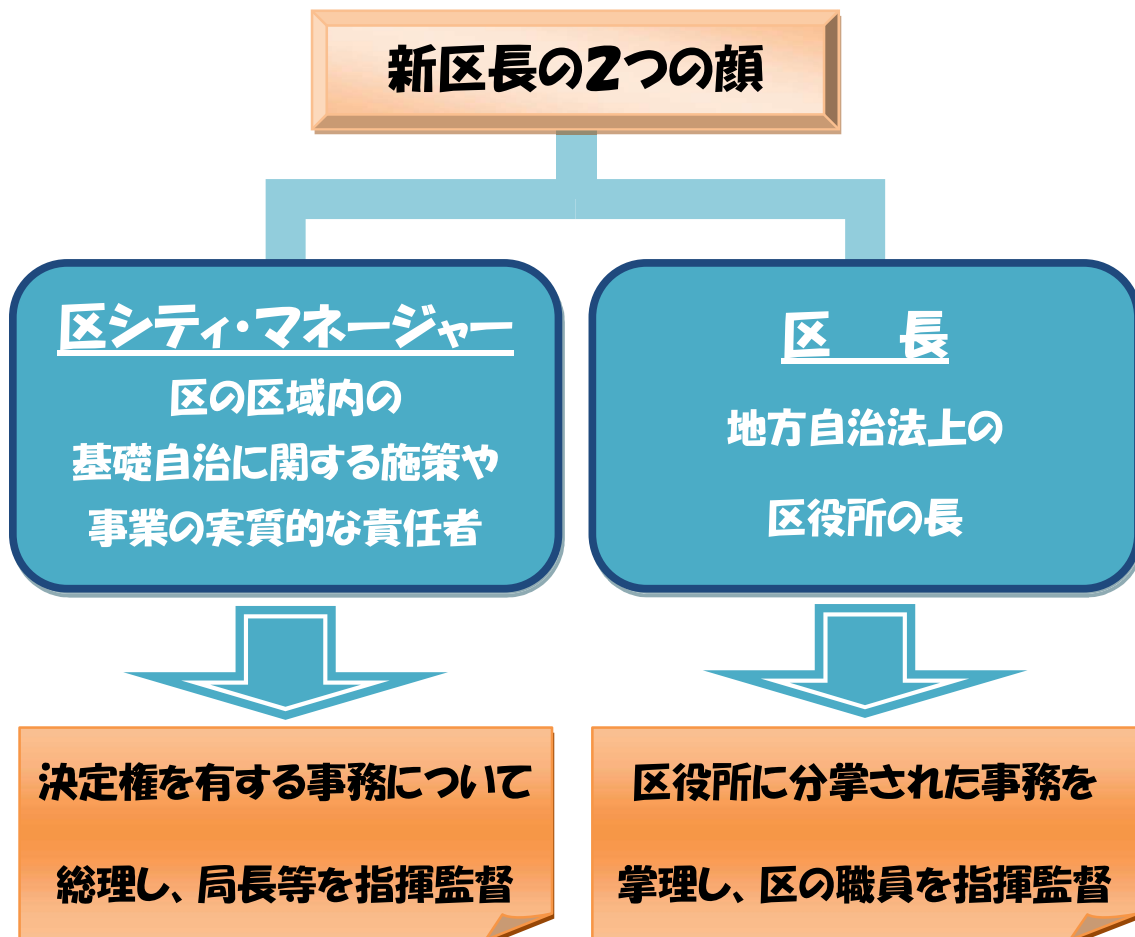 新区長の2つの顔
区シティ・マネージャー
区の区域内の
基礎自治に関する施策や
事業の実質的な責任者
区　長
地方自治法上の
区役所の長
決定権を有する事務について
総理し、局長等を指揮監督
区役所に分掌された事務を
掌理し、区の職員を指揮監督